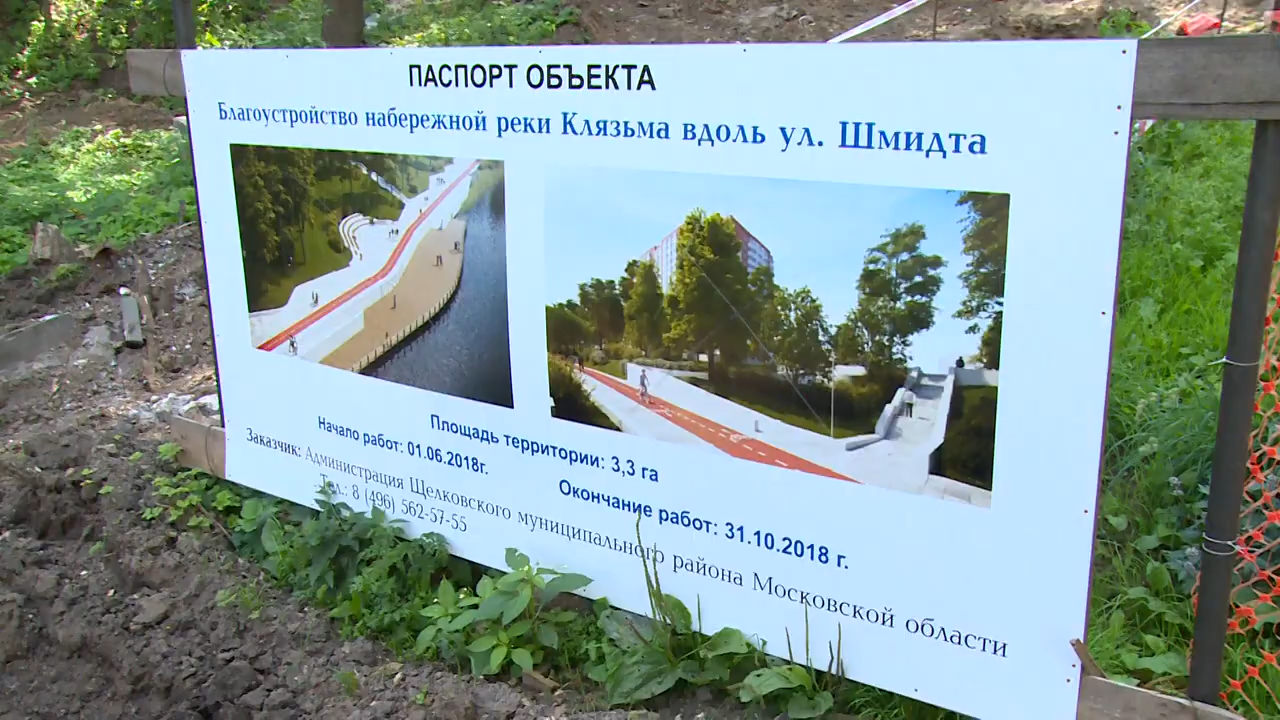 ПАСПОРТ ОБЪЕКТА
Благоустройство набережной реки Клязьма вдоль ул. Шмидта
Площадь территории: 3,3 га
Начало работ: 01.06.2018г.
Окончание работ: 31.10.2018 г.
Заказчик: Администрация Щелковского муниципального района Московской области
Тел.: 8 (496) 562-57-55